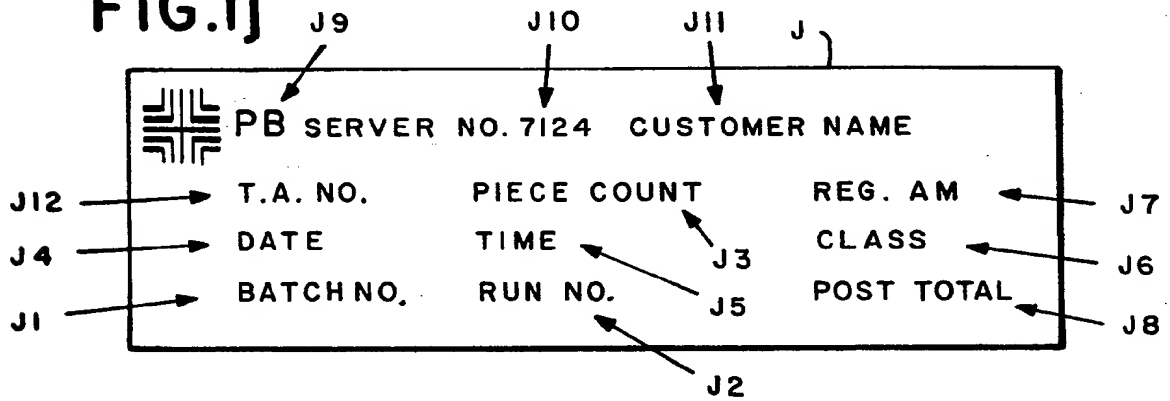 FIG.1j
J9 J10 J11 J
PB SERVER NO. 7124 CUSTOMER NAME
J12 T.A. NO. PIECE COUNT REG. AM J7
J4 DATE TIME J3 CLASS J6
J1 BATCH NO. RUN NO. J5 POST TOTAL J8
J2